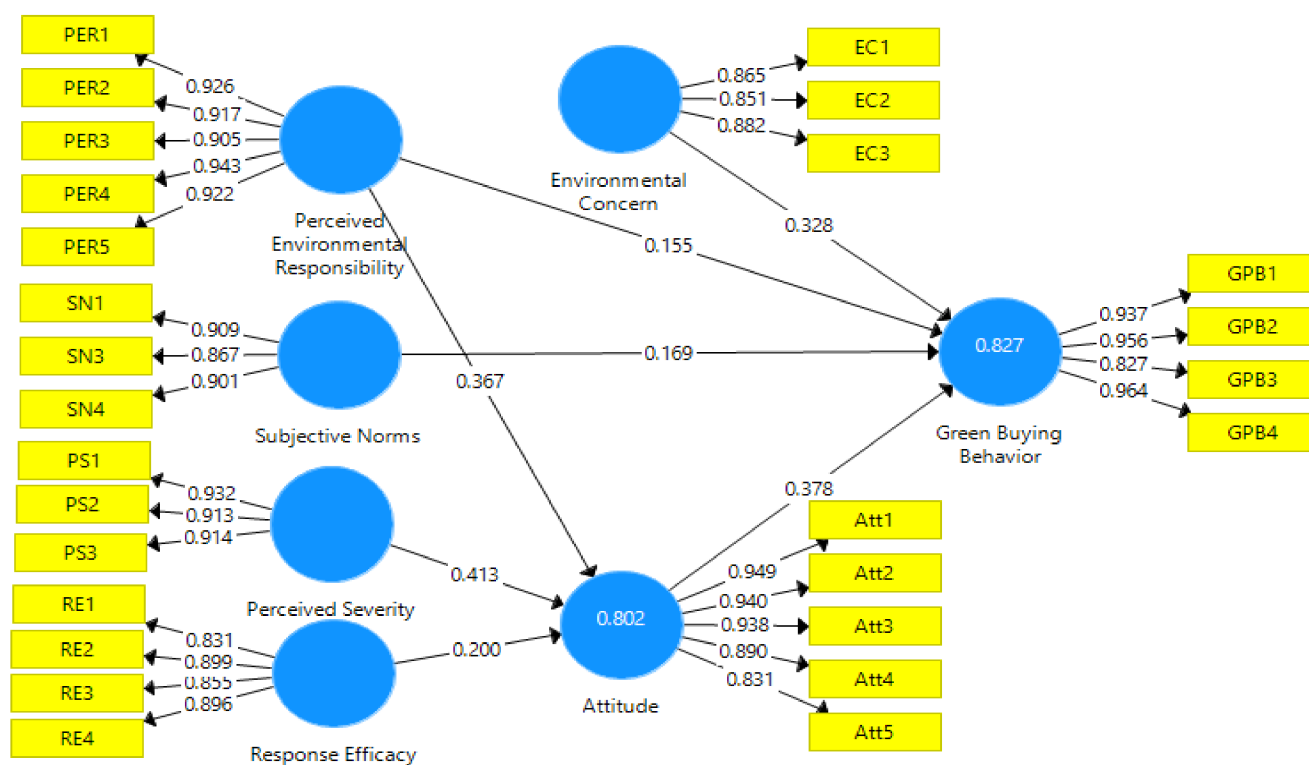 PER1
PER2
PER3
PER4
PER5
0.926
0.917
0.905
0.943
0.922
Perceived
Environmental
Responsibility
EC1
EC2
EC3
0.865
0.851
0.882
Environmental
Concern
0.328
0.155
SN1
SN3
SN4
0.909
0.867
0.901
Subjective Norms
0.169
0.367
GPB1
GPB2
GPB3
GPB4
0.937
0.956
0.827
0.964
0.827
Green Buying
Behavior
PS1
PS2
PS3
0.932
0.913
0.914
Perceived Severity
0.413
0.378
RE1
RE2
RE3
RE4
0.831
0.899
0.855
0.896
Response Efficacy
0.200
0.802
Attitude
Att1
Att2
Att3
Att4
Att5
0.949
0.940
0.938
0.890
0.831